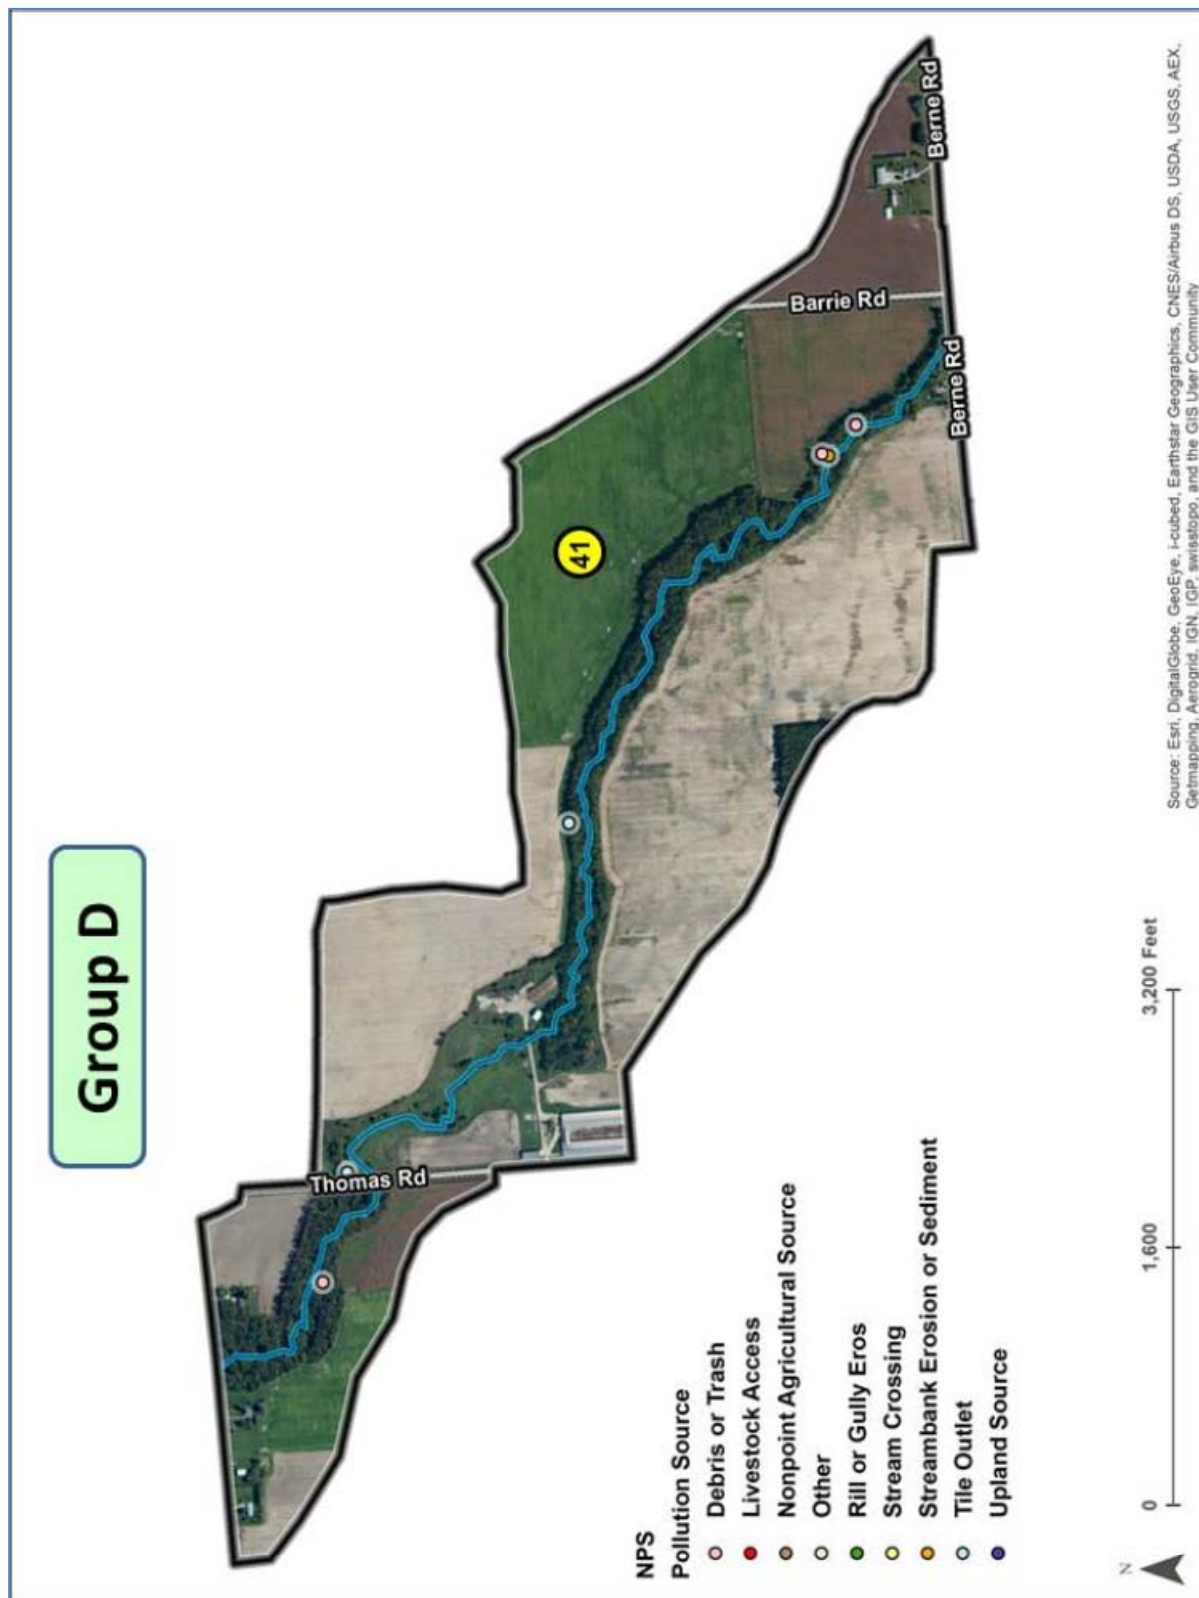 Group D
Thomas Rd
41
Barrie Rd
Berne Rd
Berne Rd
NPS
Pollution Source
Debris or Trash
Livestock Access
Nonpoint Agricultural Source
Other
Rill or Gully Eros
Stream Crossing
Streambank Erosion or Sediment
Tile Outlet
Upland Source
N
0 1,600 3,200 Feet
Source: Esri, DigitalGlobe, GeoEye, i-cubed, Earthstar Geographics, CNES/Airbus DS, USDA, USGS, AEX,
Getmapping, Aerogrid, IGN, IGP, swisstopo, and the GIS User Community